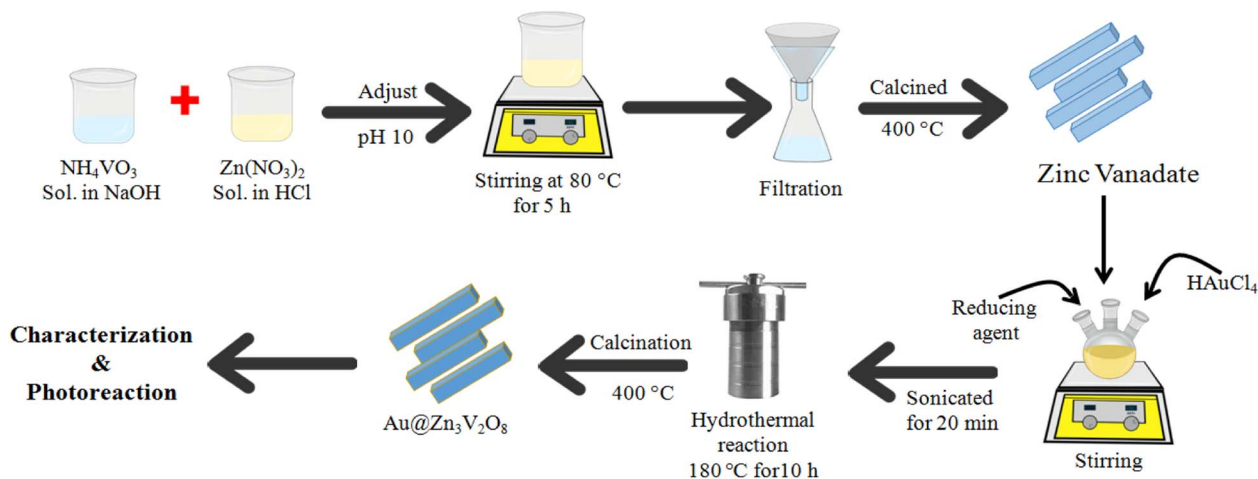 NH₄VO₃
Sol. in NaOH
Zn(NO₃)₂
Sol. in HCl
Adjust
pH 10
Stirring at 80 °C
for 5 h
Filtration
Calcined
400 °C
Zinc Vanadate
Reducing
agent
HAuCl₄
Stirring
Sonicated
for 20 min
Hydrothermal
reaction
180 °C for10 h
Calcination
400 °C
Au@Zn₃V₂O₈
Characterization
&
Photoreaction